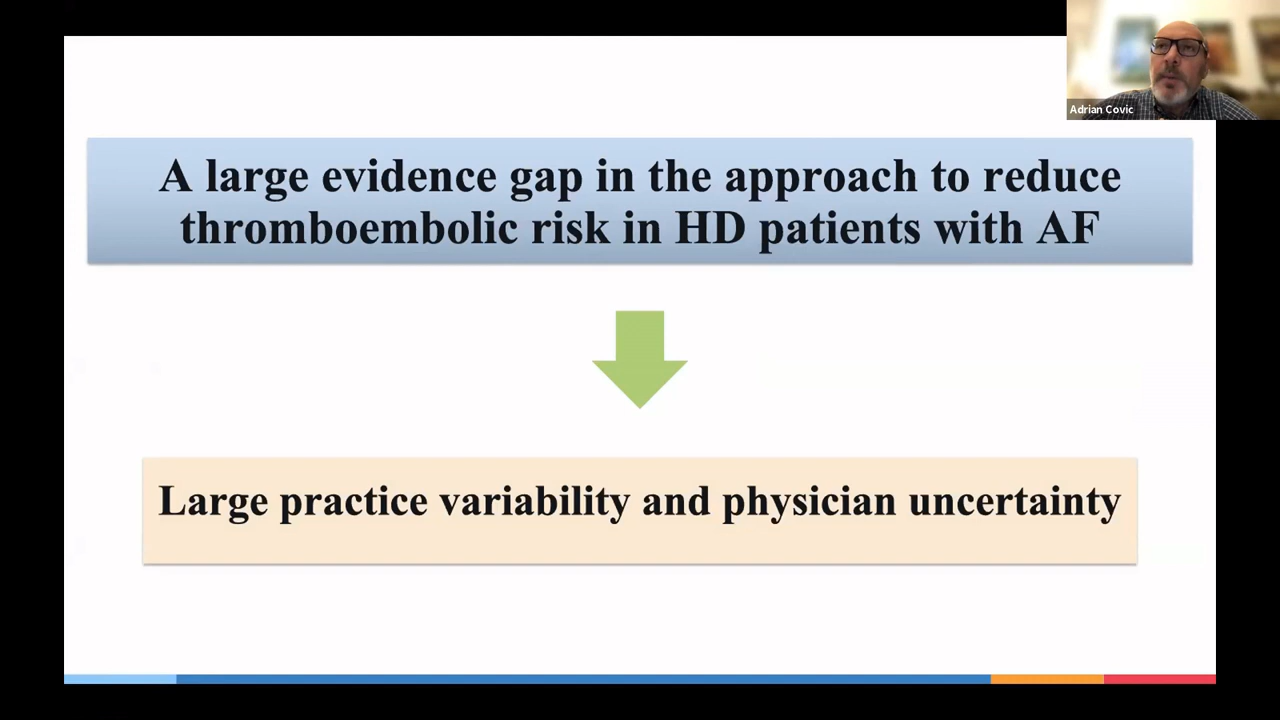 Adrian Covic
A large evidence gap in the approach to reduce
thromboembolic risk in HD patients with AF
Large practice variability and physician uncertainty